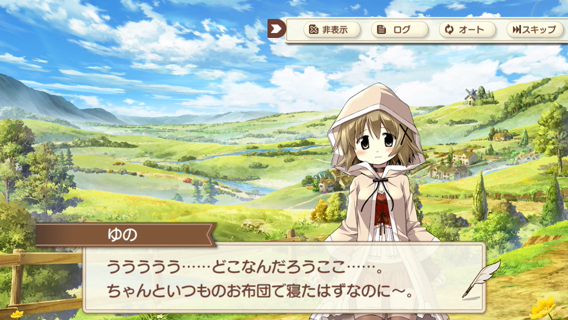 非表示
ログ
オート
スキップ
ゆの
ううううう……どこなんだろうここ……。
ちゃんといつものお布団で寝たはずなのに〜。